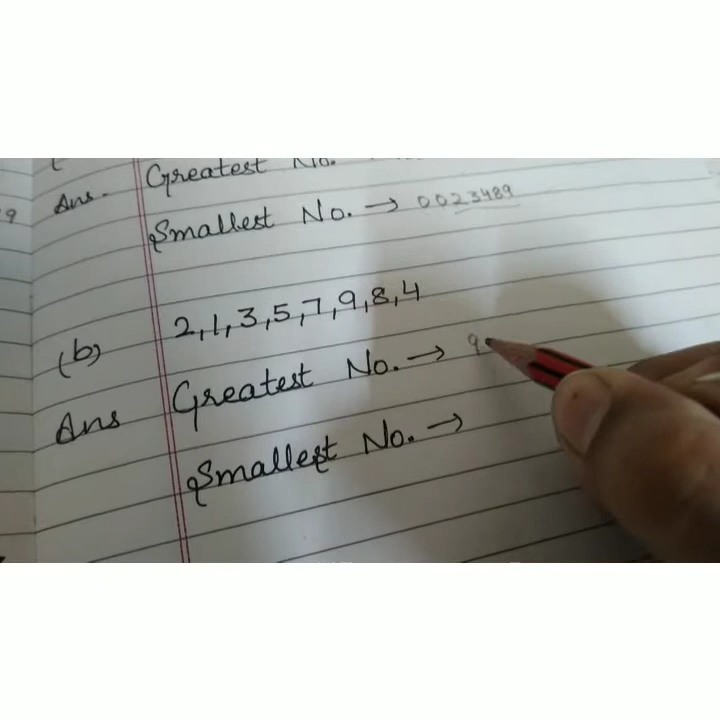 Ans. Greatest No.
Smallest No. → 0023489
(b) 2,1,3,5,7,9,8,4
Ans Greatest No. → 9
Smallest No. →